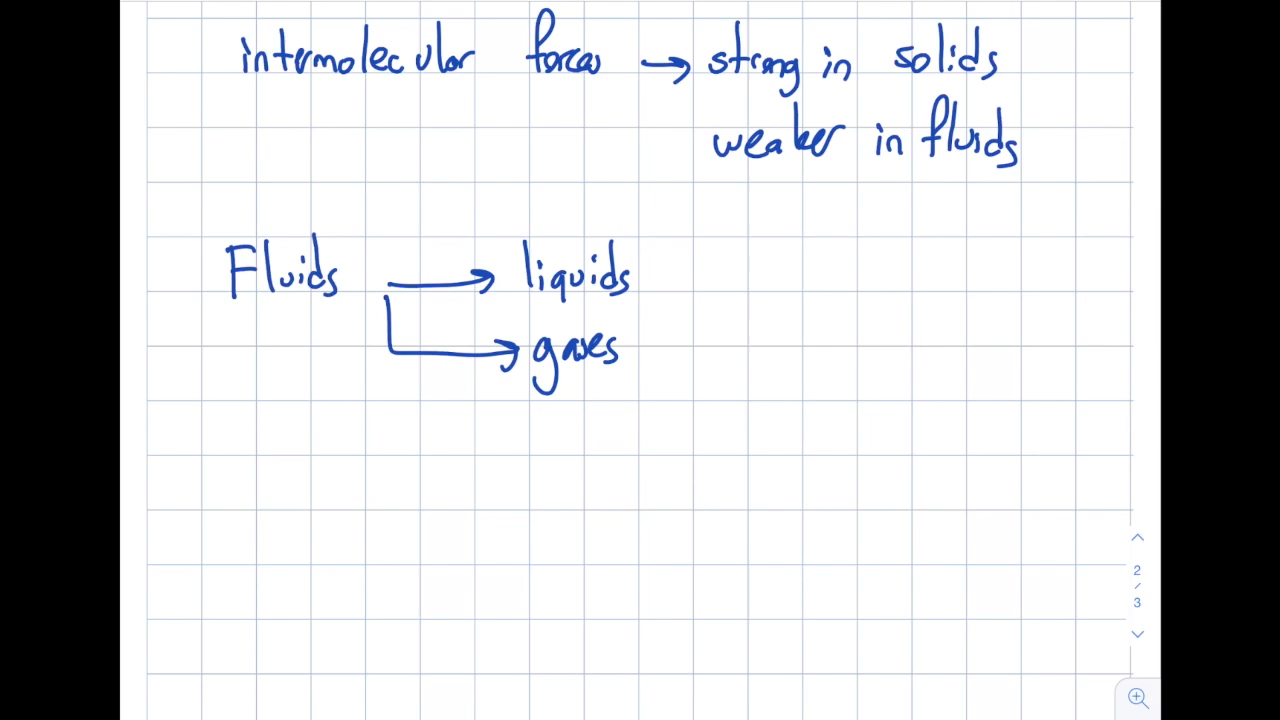 intermolecular forces → strong in solids
weaker in fluids
Fluids → liquids
→ gases
2
/
3